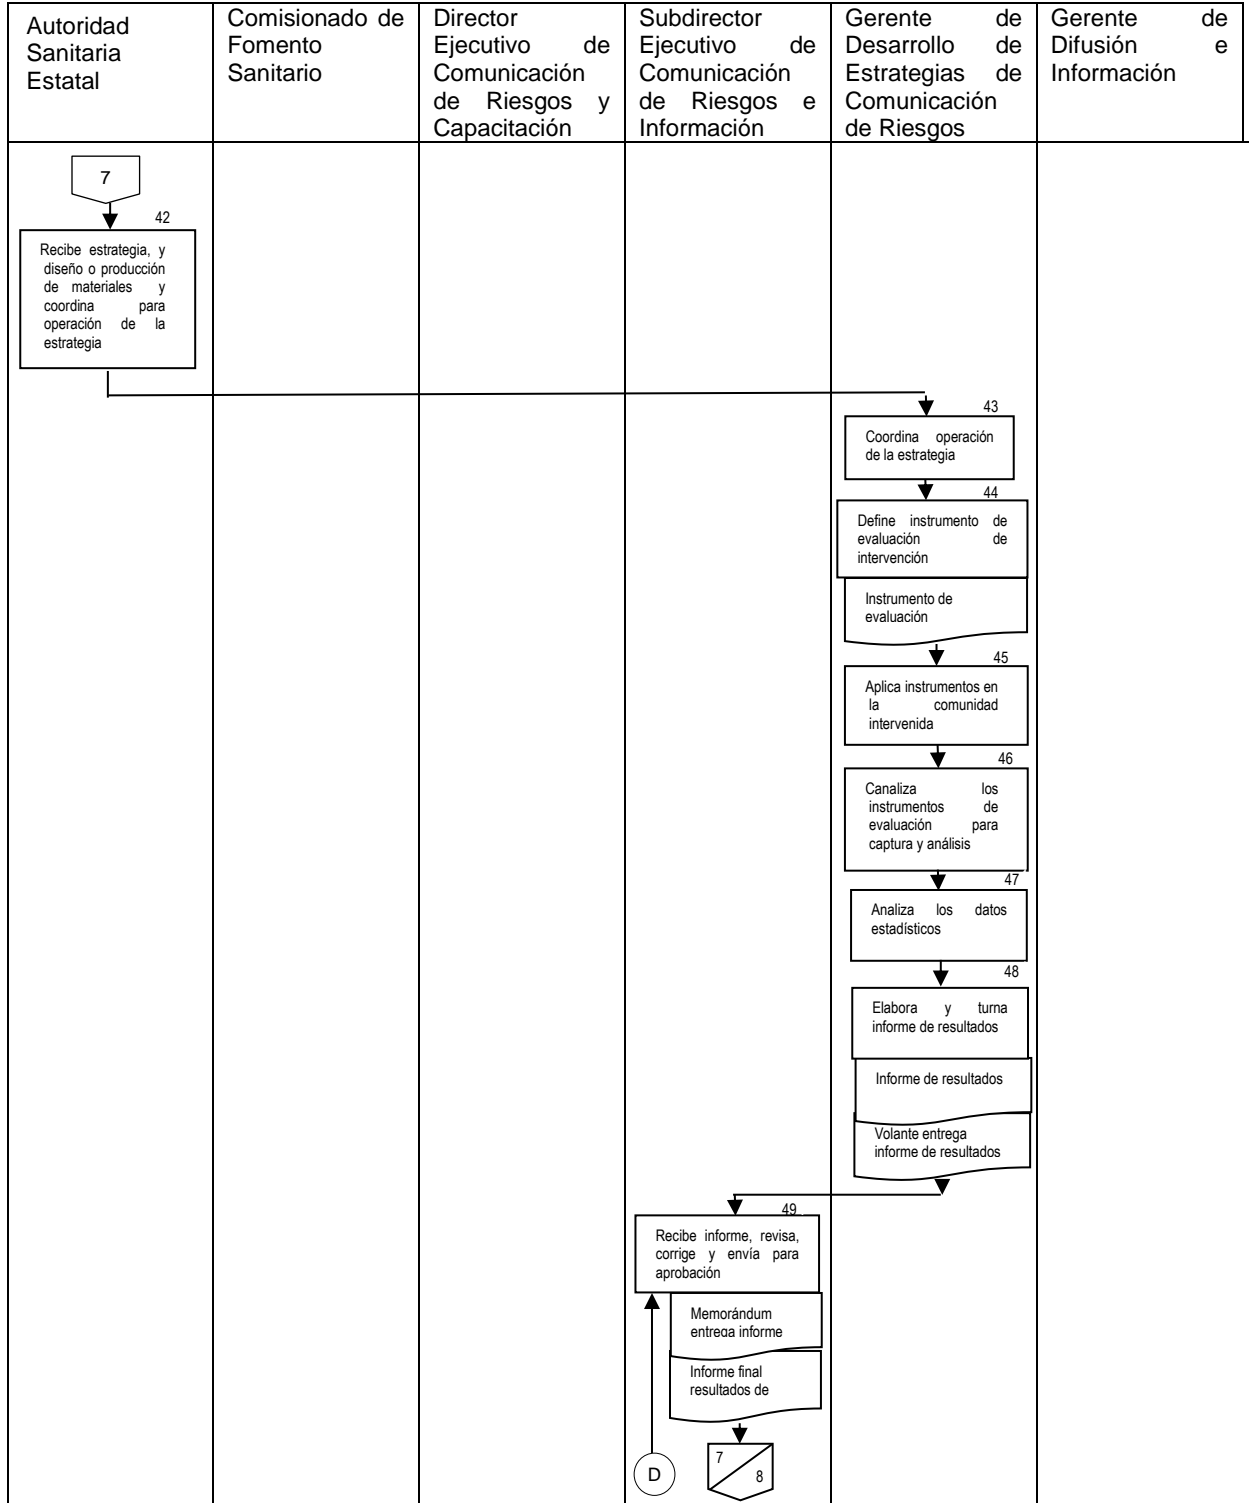 Autoridad
Sanitaria
Estatal
Comisionado de
Fomento
Sanitario
Director
Ejecutivo de
Comunicación
de Riesgos y
Capacitación
Subdirector
Ejecutivo de
Comunicación
de Riesgos e
Información
Gerente de
Desarrollo de
Estrategias de
Comunicación
de Riesgos
Gerente de
Difusión e
Información
7
42
Recibe estrategia, y
diseño o producción
de materiales y
coordina para
operación de la
estrategia
43
Coordina operación
de la estrategia
44
Define instrumento de
evaluación de
intervención
Instrumento de
evaluación
45
Aplica instrumentos en
la comunidad
intervenida
46
Canaliza los
instrumentos de
evaluación para
captura y análisis
47
Analiza los datos
estadísticos
48
Elabora y turna
informe de resultados
Informe de resultados
Volante entrega
informe de resultados
49
Recibe informe, revisa,
corrige y envía para
aprobación
Memorándum
entrega informe
Informe final
resultados de
D
7
8